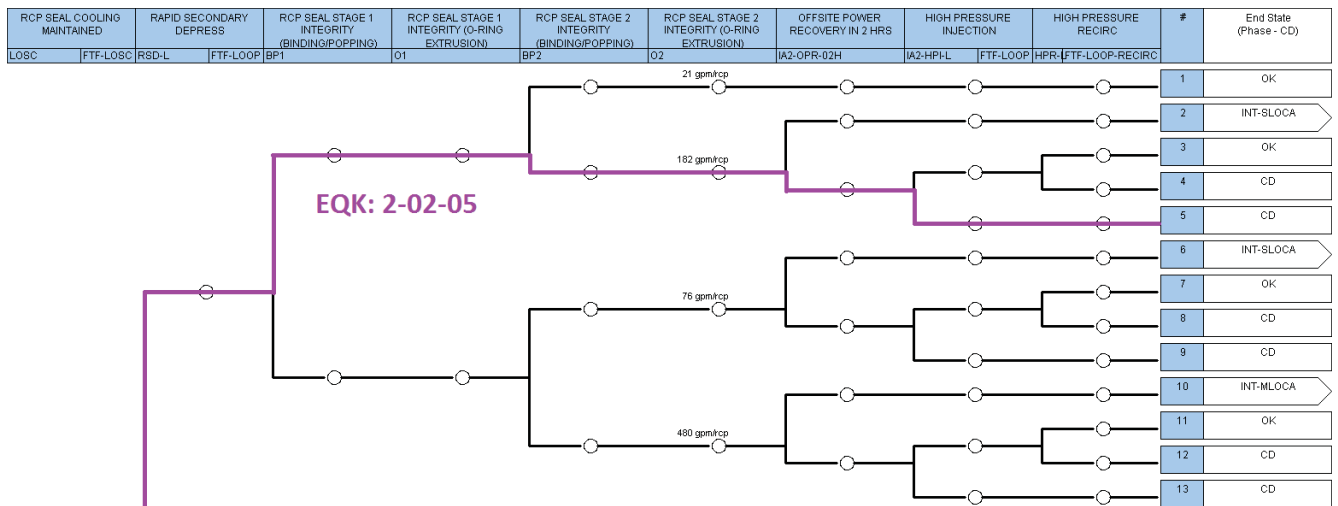 RCP SEAL COOLING
MAINTAINED
RAPID SECONDARY
DEPRESS
RCP SEAL STAGE 1
INTEGRITY
(BINDING/POPPING)
RCP SEAL STAGE 1
INTEGRITY (O-RING
EXTRUSION)
RCP SEAL STAGE 2
INTEGRITY
(BINDING/POPPING)
RCP SEAL STAGE 2
INTEGRITY (O-RING
EXTRUSION)
OFFSITE POWER
RECOVERY IN 2 HRS
HIGH PRESSURE
INJECTION
HIGH PRESSURE
RECIRC
#
End State
(Phase - CD)
LOSC FTF-LOSC RSD-L FTF-LOOP BP1 O1 BP2 O2 IA2-OPR-02H IA2-HPI-L FTF-LOOP HPR-L FTF-LOOP-RECIRC
21 gpm/rcp 1 OK
2 INT-SLOCA
182 gpm/rcp 3 OK
4 CD
EQK: 2-02-05
5 CD
6 INT-SLOCA
76 gpm/rcp 7 OK
8 CD
9 CD
10 INT-MLOCA
480 gpm/rcp 11 OK
12 CD
13 CD